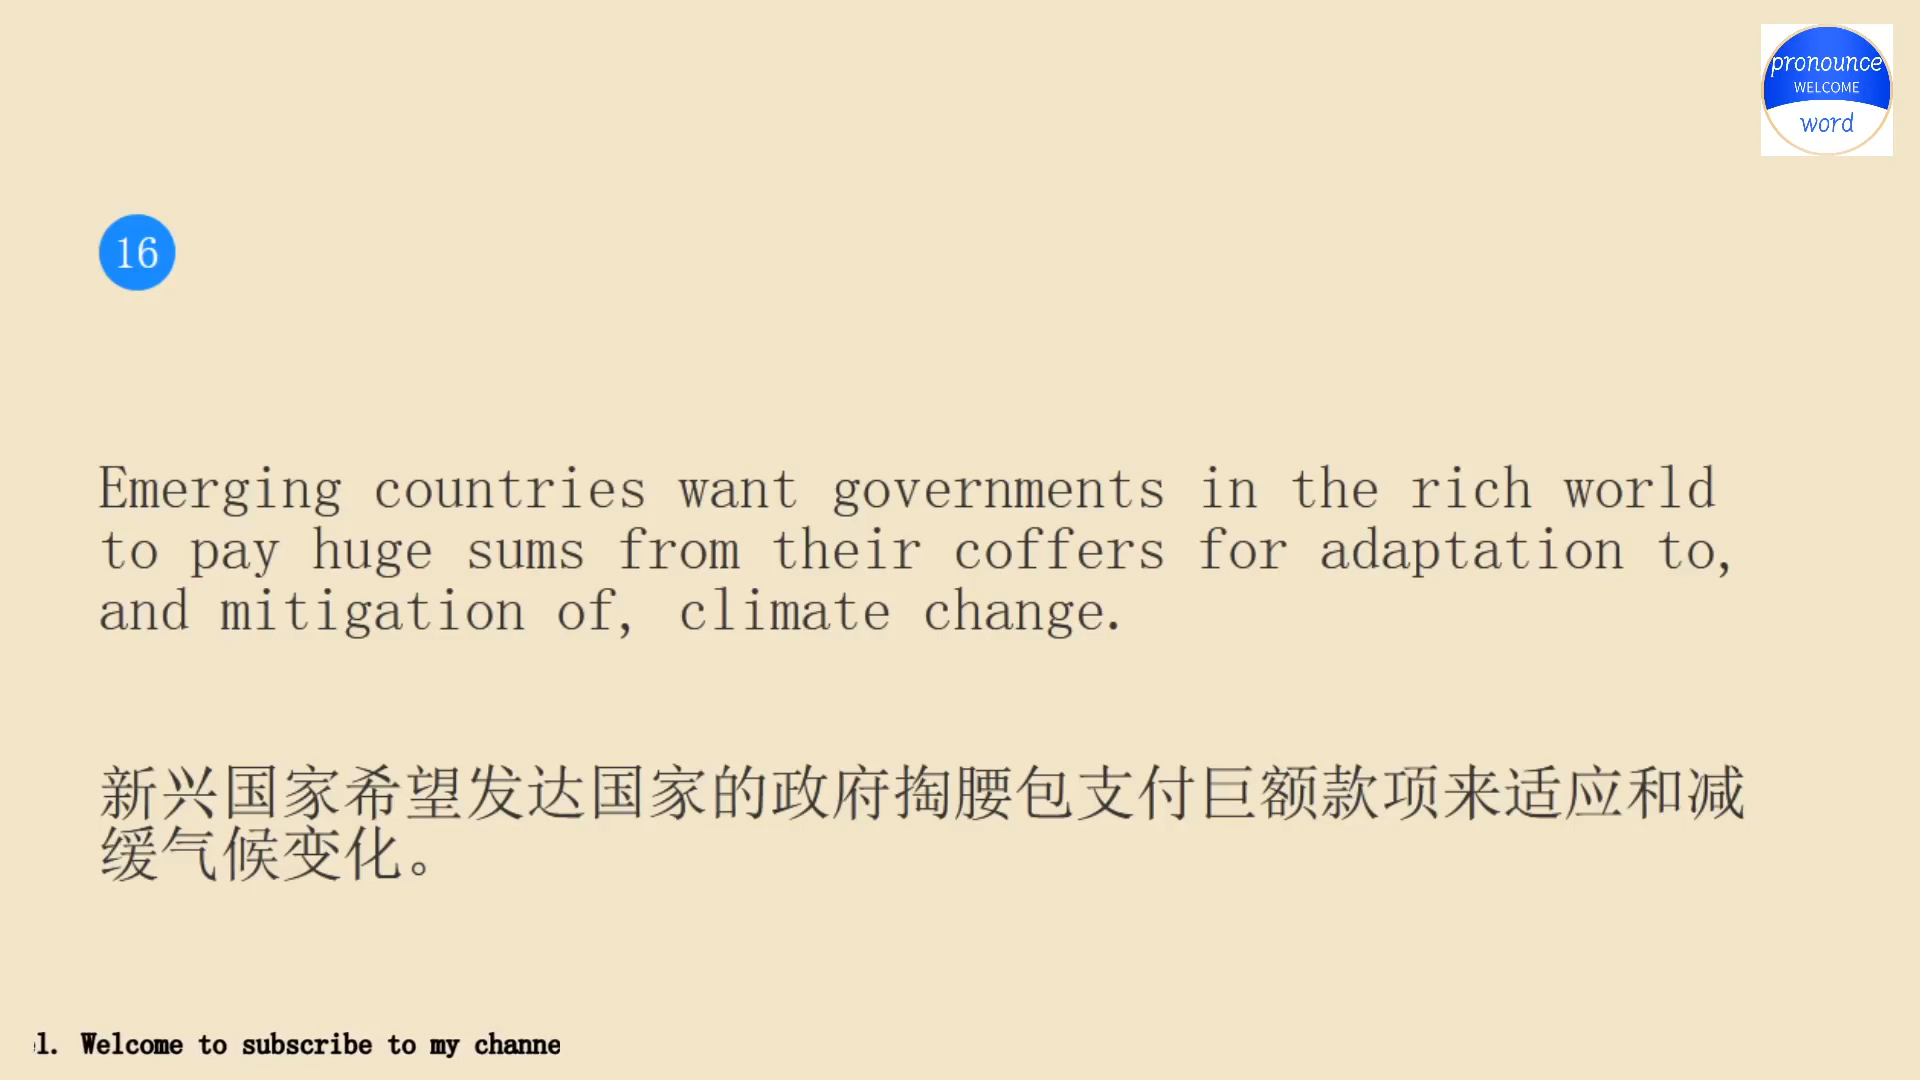 pronounce
WELCOME
word
16
Emerging countries want governments in the rich world
to pay huge sums from their coffers for adaptation to,
and mitigation of, climate change.
新兴国家希望发达国家的政府掏腰包支付巨额款项来适应和减
缓气候变化。
l. Welcome to subscribe to my channe